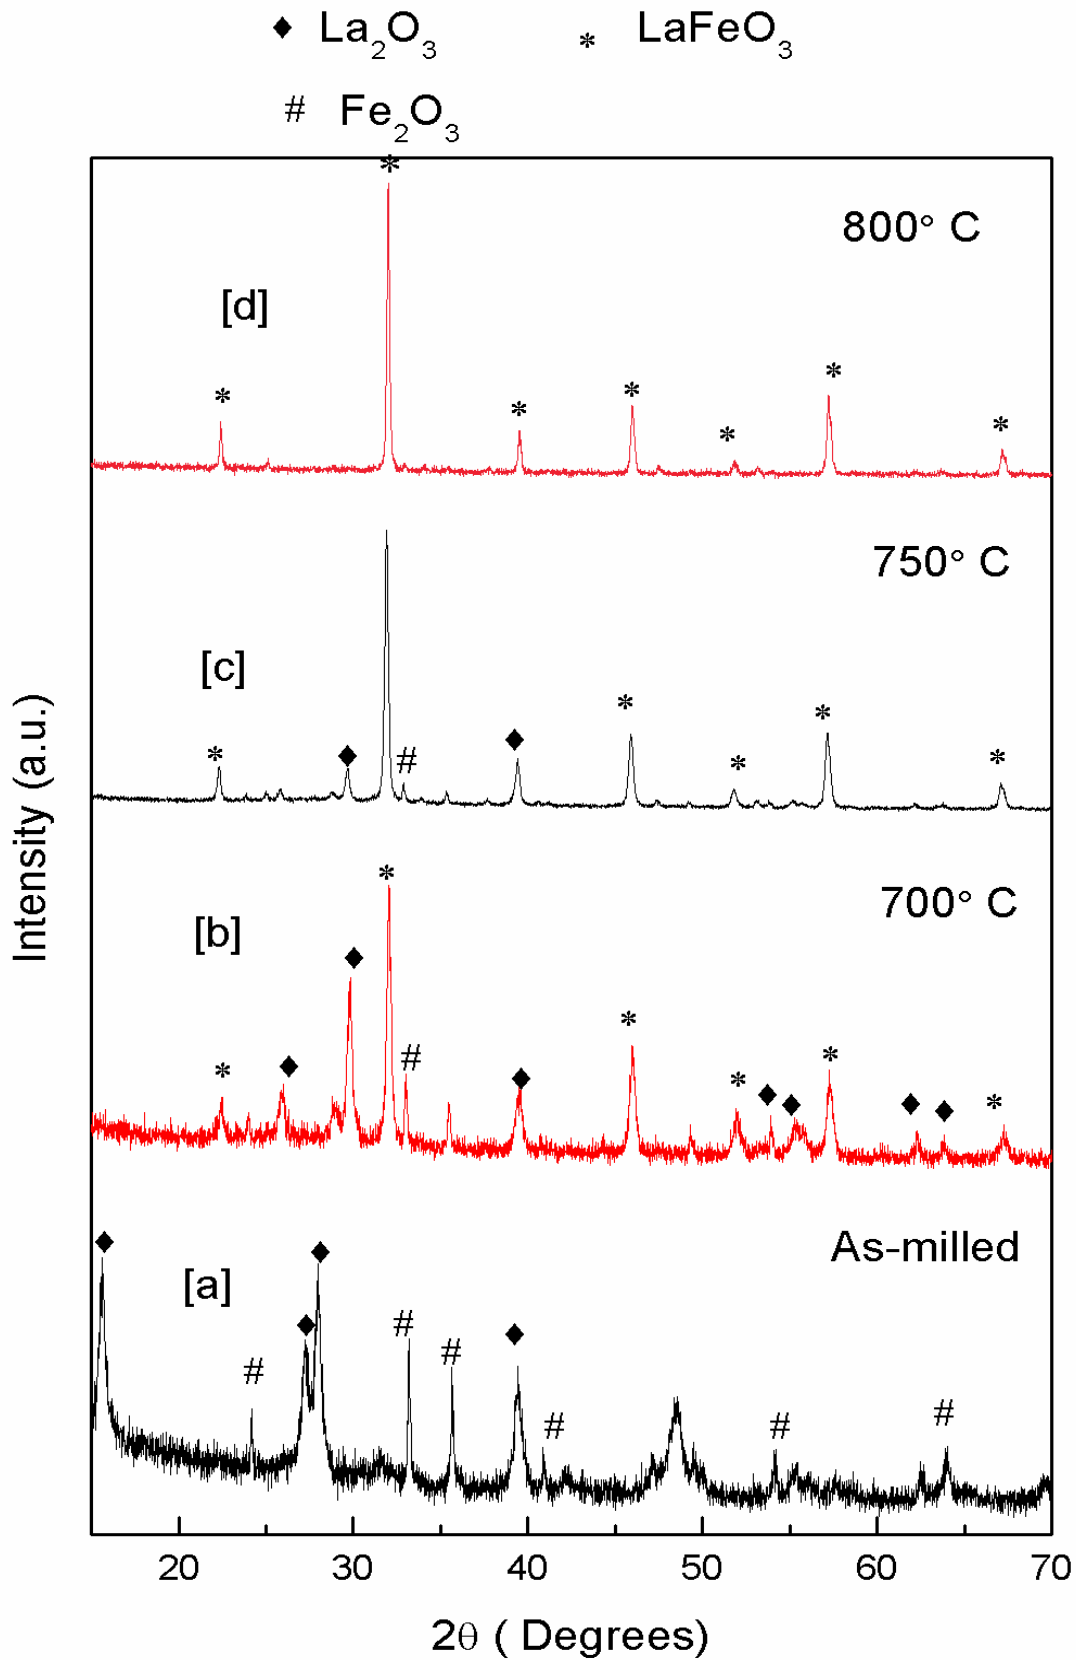 ♦ La₂O₃ * LaFeO₃
# Fe₂O₃
*
800° C
[d]
* * * * * *
750° C
[c]
* ♦ # ♦ * * * *
700° C
*
[b]
♦
* ♦ # ♦ * * ♦ ♦ * ♦ ♦ *
As-milled
♦ ♦
[a]
# ♦ # # ♦ # # #
Intensity (a.u.)
20 30 40 50 60 70
2θ ( Degrees)